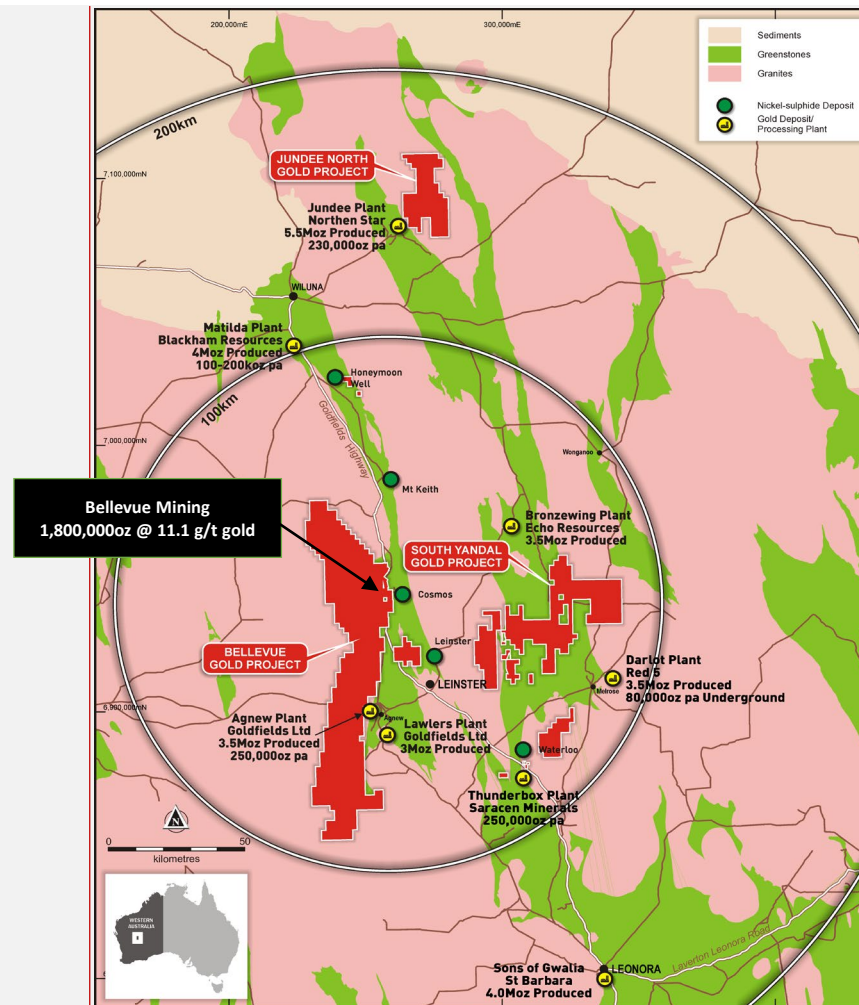 200,000mE
300,000mE
Sediments
Greenstones
Granites
Nickel-sulphide Deposit
Gold Deposit/
Processing Plant
200km
7,100,000mN
JUNDEE NORTH
GOLD PROJECT
Jundee Plant
Northen Star
5.5Moz Produced
230,000oz pa
WILUNA
Matilda Plant
Blackham Resources
4Moz Produced
100-200koz pa
Honeymoon
Well
100km
Goldfields Highway
7,000,000mN
Wonganoo
Mt Keith
Bellevue Mining
1,800,000oz @ 11.1 g/t gold
Bronzewing Plant
Echo Resources
3.5Moz Produced
SOUTH YANDAL
GOLD PROJECT
Cosmos
BELLEVUE
GOLD PROJECT
Leinster
LEINSTER
Darlot Plant
Red 5
3.5Moz Produced
80,000oz pa Underground
Melrose
6,900,000mN
Agnew Plant
Goldfields Ltd
3.5Moz Produced
250,000oz pa
Agnew
Lawlers Plant
Goldfields Ltd
3Moz Produced
Waterloo
Thunderbox Plant
Saracen Minerals
250,000oz pa
N
0
50
kilometres
WESTERN
AUSTRALIA
Laverton Leonora Road
LEONORA
Sons of Gwalia
St Barbara
4.0Moz Produced